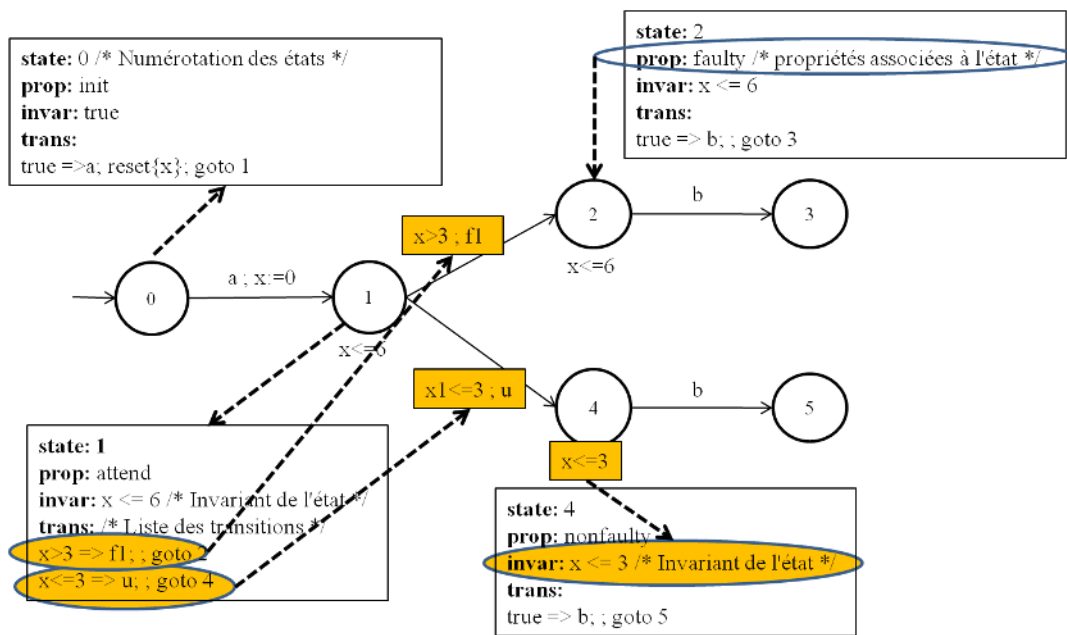 state: 0 /* Numérotation des états */
prop: init
invar: true
trans:
true =>a; reset{x}; goto 1
state: 2
prop: faulty /* propriétés associées à l'état */
invar: x <= 6
trans:
true => b; ; goto 3
0
a ; x:=0
1
x<=6
x>3 ; f1
2
x<=6
b
3
x1<=3 ; u
4
x<=3
b
5
state: 1
prop: attend
invar: x <= 6 /* Invariant de l'état */
trans: /* Liste des transitions */
x>3 => f1; ; goto 2
x<=3 => u; ; goto 4
state: 4
prop: nonfaulty
invar: x <= 3 /* Invariant de l'état */
trans:
true => b; ; goto 5